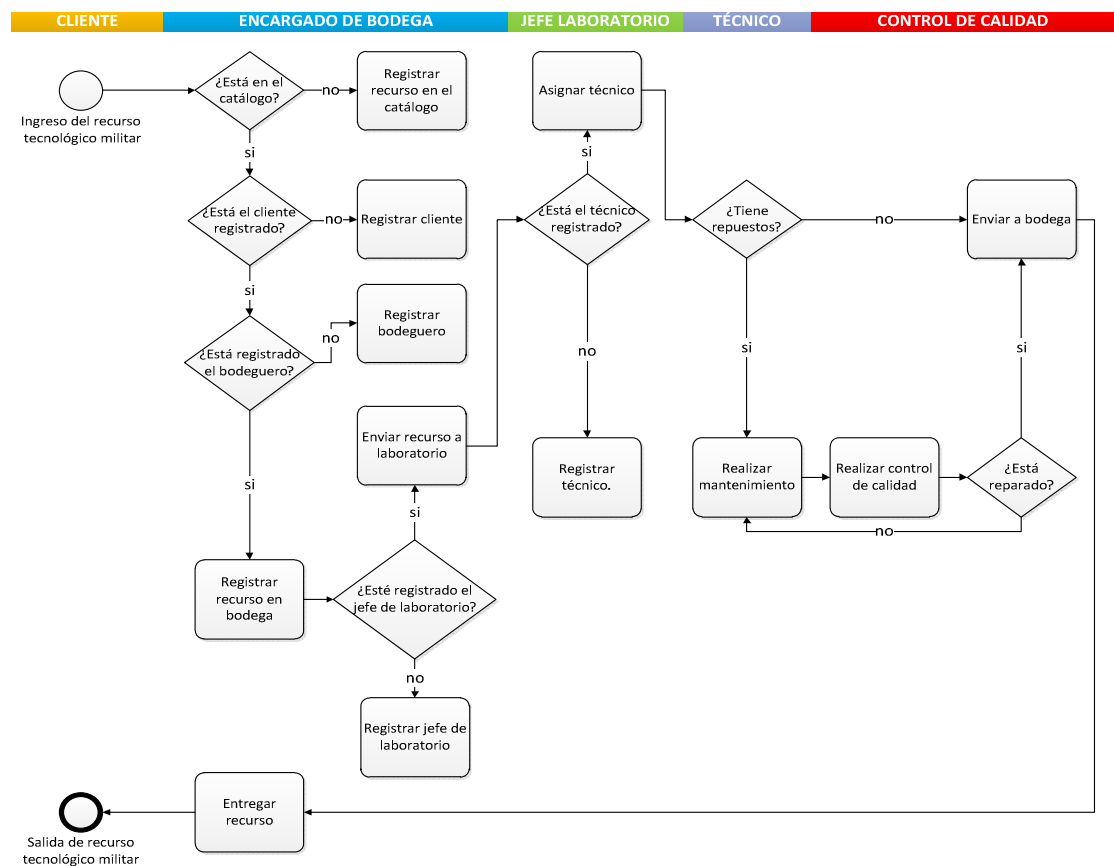 CLIENTE
ENCARGADO DE BODEGA
JEFE LABORATORIO
TÉCNICO
CONTROL DE CALIDAD
Ingreso del recurso
tecnológico militar
¿Está en el
catálogo?
no
Registrar
recurso en el
catálogo
si
¿Está el cliente
registrado?
no
Registrar cliente
si
¿Está registrado
el bodeguero?
no
Registrar
bodeguero
si
Registrar
recurso en
bodega
¿Esté registrado el
jefe de laboratorio?
si
Enviar recurso a
laboratorio
no
Registrar jefe de
laboratorio
¿Está el técnico
registrado?
si
Asignar técnico
no
Registrar
técnico.
¿Tiene
repuestos?
no
Enviar a bodega
si
Realizar
mantenimiento
Realizar control
de calidad
¿Está
reparado?
si
no
Entregar
recurso
Salida de recurso
tecnológico militar